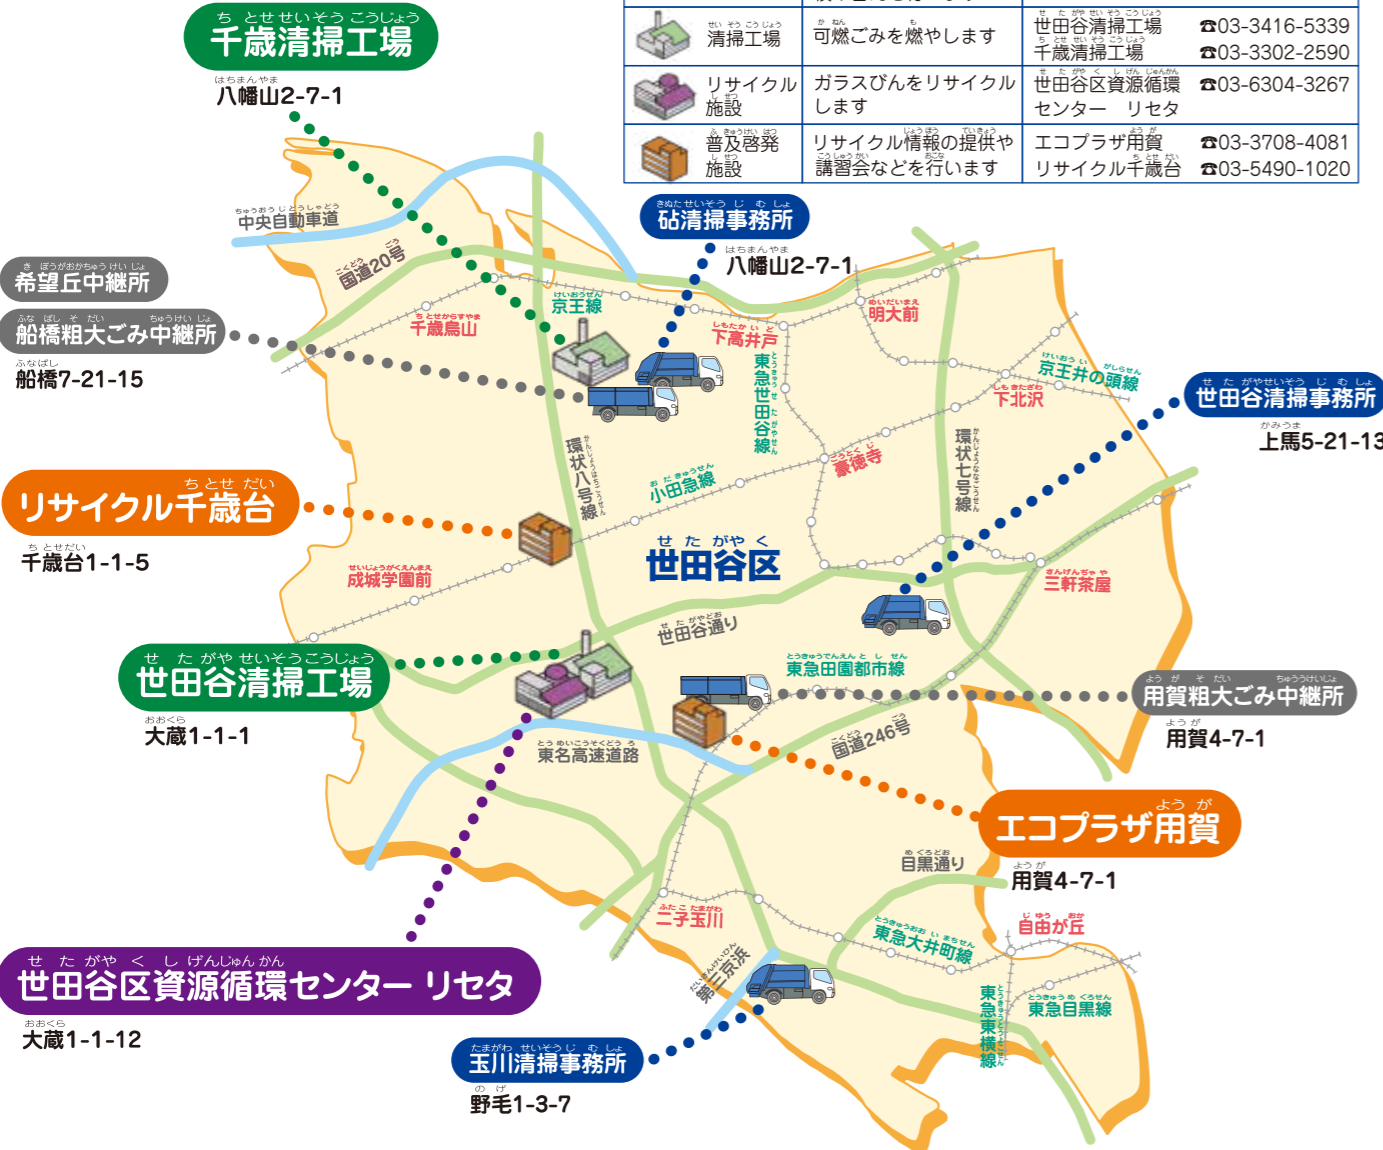 千歳清掃工場
八幡山2-7-1
清掃工場
可燃ごみを燃やします
世田谷清掃工場 ☎03-3416-5339
千歳清掃工場 ☎03-3302-2590
リサイクル
施設
ガラスびんをリサイクル
します
世田谷区資源循環 ☎03-6304-3267
センター リセタ
普及啓発
施設
リサイクル情報の提供や
講習会などを行います
エコプラザ用賀 ☎03-3708-4081
リサイクル千歳台 ☎03-5490-1020
中央自動車道
国道20号
砧清掃事務所
八幡山2-7-1
希望丘中継所
船橋粗大ごみ中継所
船橋7-21-15
千歳烏山
京王線
下高井戸
明大前
東急世田谷線
京王井の頭線
下北沢
世田谷清掃事務所
上馬5-21-13
環状八号線
小田急線
豪徳寺
環状七号線
リサイクル千歳台
千歳台1-1-5
成城学園前
世田谷区
三軒茶屋
世田谷通り
世田谷清掃工場
大蔵1-1-1
東急田園都市線
用賀粗大ごみ中継所
用賀4-7-1
東名高速道路
国道246号
エコプラザ用賀
用賀4-7-1
目黒通り
二子玉川
東急大井町線
自由が丘
第三京浜
東急東横線
東急目黒線
世田谷区資源循環センター リセタ
大蔵1-1-12
玉川清掃事務所
野毛1-3-7